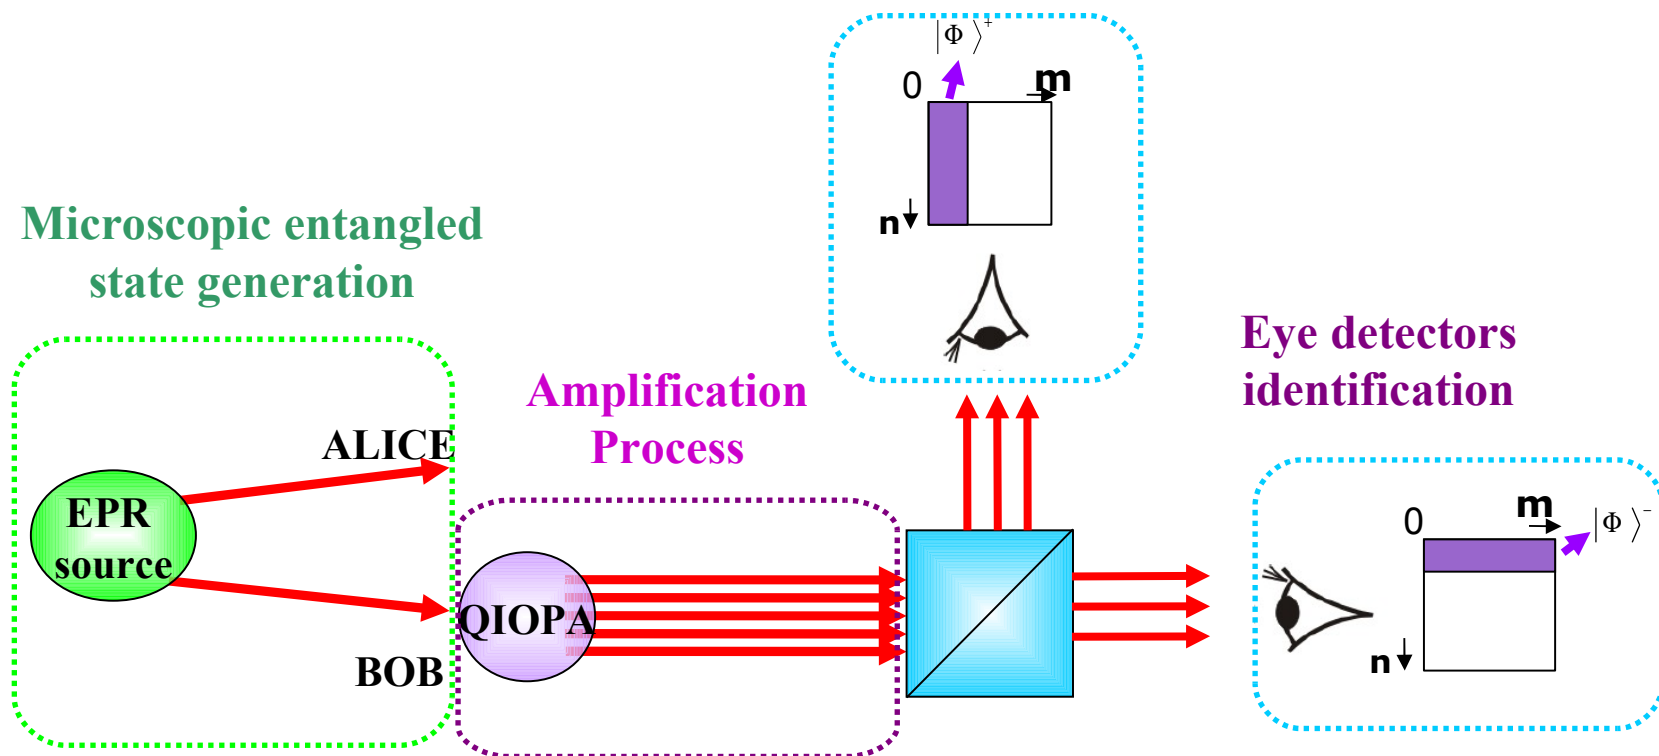 Microscopic entangled
state generation
ALICE
EPR
source
BOB
Amplification
Process
QIOPA
|Φ⟩⁺
0
m
n
Eye detectors
identification
0
m
|Φ⟩⁻
n